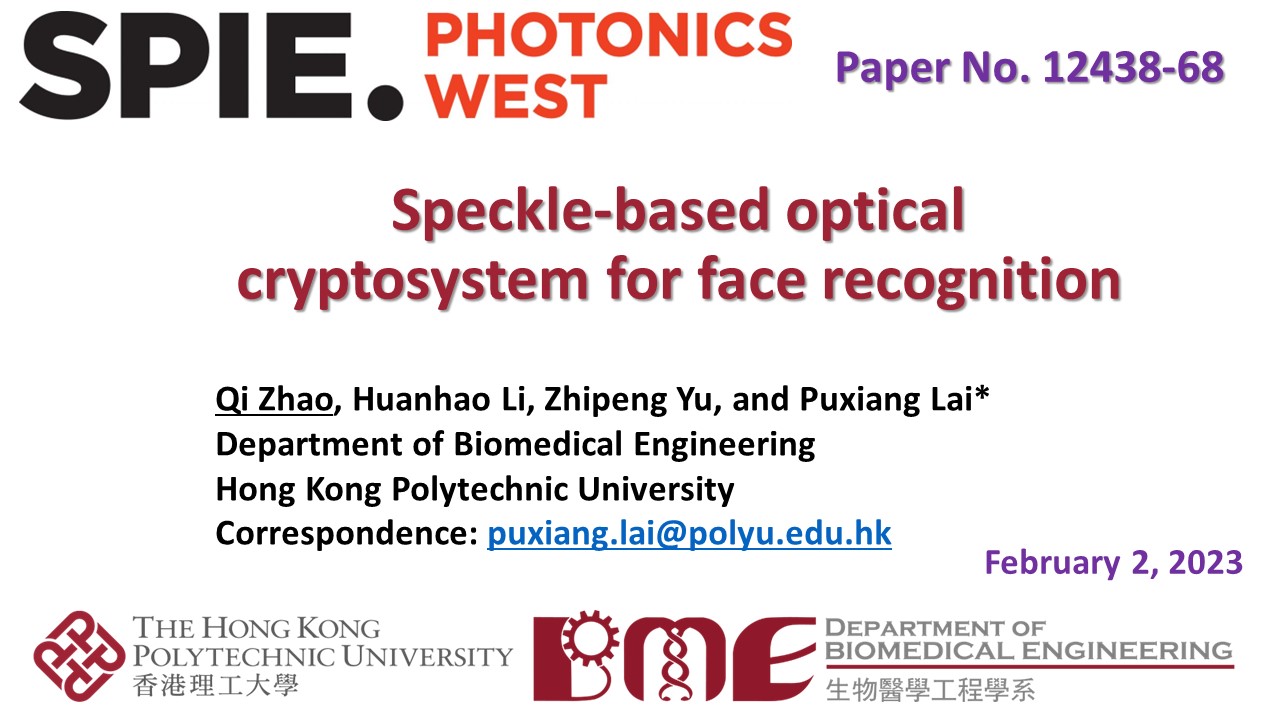 SPIE. PHOTONICS WEST
Paper No. 12438-68
Speckle-based optical
cryptosystem for face recognition
Qi Zhao, Huanhao Li, Zhipeng Yu, and Puxiang Lai*
Department of Biomedical Engineering
Hong Kong Polytechnic University
Correspondence: puxiang.lai@polyu.edu.hk
February 2, 2023
THE HONG KONG
POLYTECHNIC UNIVERSITY
香港理工大學
BME
DEPARTMENT OF
BIOMEDICAL ENGINEERING
生物醫學工程學系